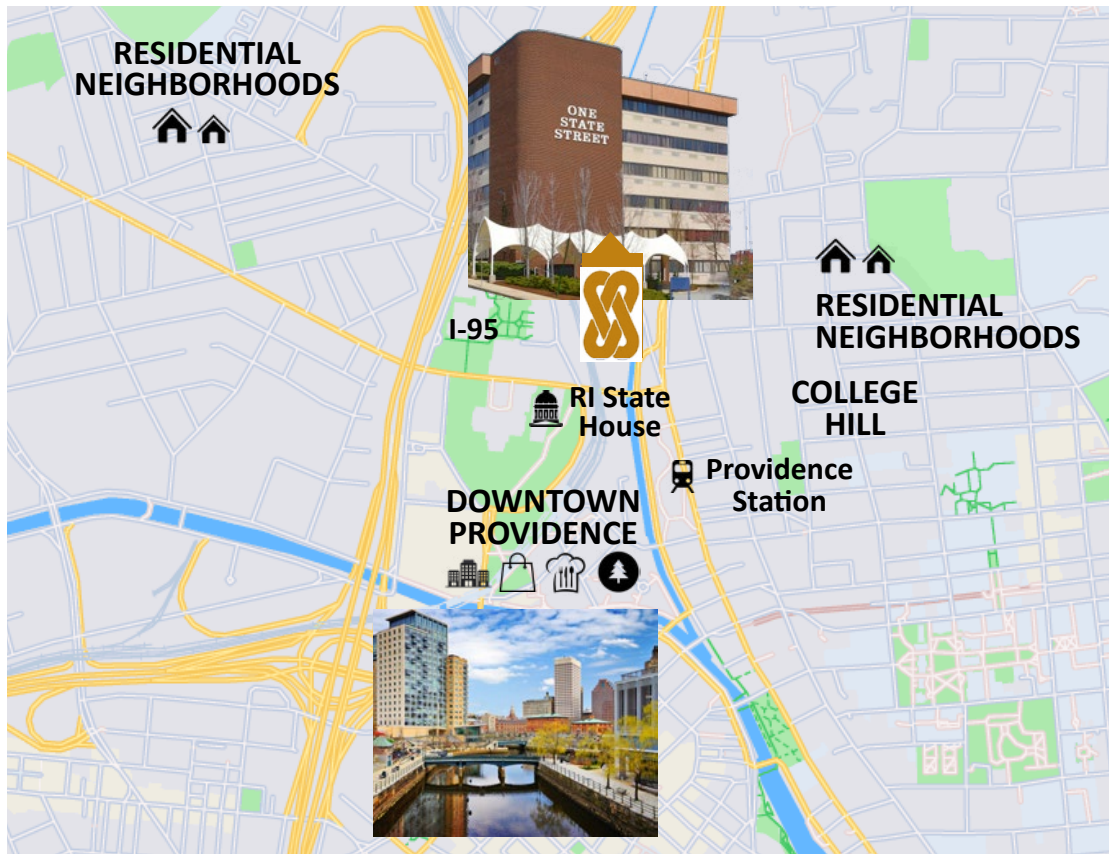 RESIDENTIAL
NEIGHBORHOODS
ONE
STATE
STREET
RESIDENTIAL
NEIGHBORHOODS
I-95
RI State
House
COLLEGE
HILL
Providence
Station
DOWNTOWN
PROVIDENCE